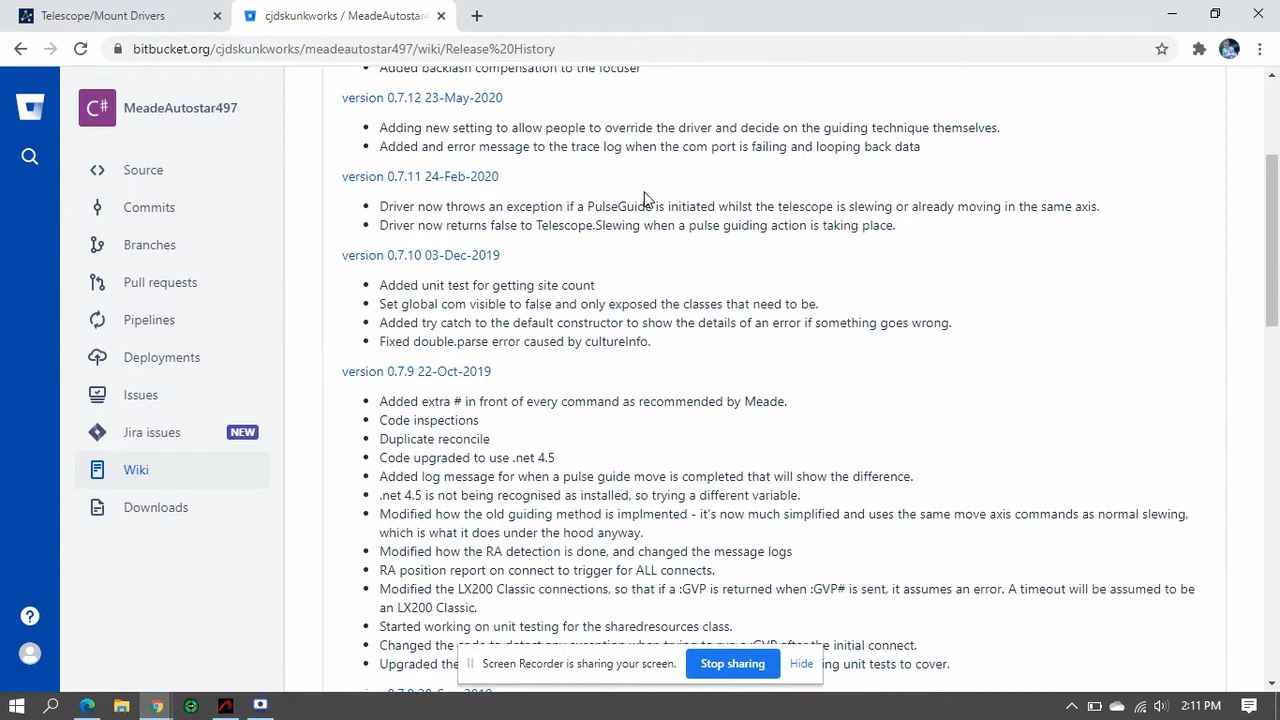 Telescope/Mount Drivers
cjdskunkworks / MeadeAutostar
bitbucket.org/cjdskunkworks/meadeautostar497/wiki/Release%20History
C#
MeadeAutostar497
Source
Commits
Branches
Pull requests
Pipelines
Deployments
Issues
Jira issues
NEW
Wiki
Downloads
Added backlash compensation to the focuser
version 0.7.12 23-May-2020
Adding new setting to allow people to override the driver and decide on the guiding technique themselves.
Added and error message to the trace log when the com port is failing and looping back data
version 0.7.11 24-Feb-2020
Driver now throws an exception if a PulseGuide is initiated whilst the telescope is slewing or already moving in the same axis.
Driver now returns false to Telescope.Slewing when a pulse guiding action is taking place.
version 0.7.10 03-Dec-2019
Added unit test for getting site count
Set global com visible to false and only exposed the classes that need to be.
Added try catch to the default constructor to show the details of an error if something goes wrong.
Fixed double.parse error caused by cultureInfo.
version 0.7.9 22-Oct-2019
Added extra # in front of every command as recommended by Meade.
Code inspections
Duplicate reconcile
Code upgraded to use .net 4.5
Added log message for when a pulse guide move is completed that will show the difference.
.net 4.5 is not being recognised as installed, so trying a different variable.
Modified how the old guiding method is implmented - it's now much simplified and uses the same move axis commands as normal slewing,
which is what it does under the hood anyway.
Modified how the RA detection is done, and changed the message logs
RA position report on connect to trigger for ALL connects.
Modified the LX200 Classic connections, so that if a :GVP is returned when :GVP# is sent, it assumes an error. A timeout will be assumed to be
an LX200 Classic.
Started working on unit testing for the sharedresources class.
Changed the code to detect any exception when trying to run a :GVP after the initial connect.
Upgraded the
ing unit tests to cover.
Screen Recorder is sharing your screen.
Stop sharing
Hide
2:11 PM